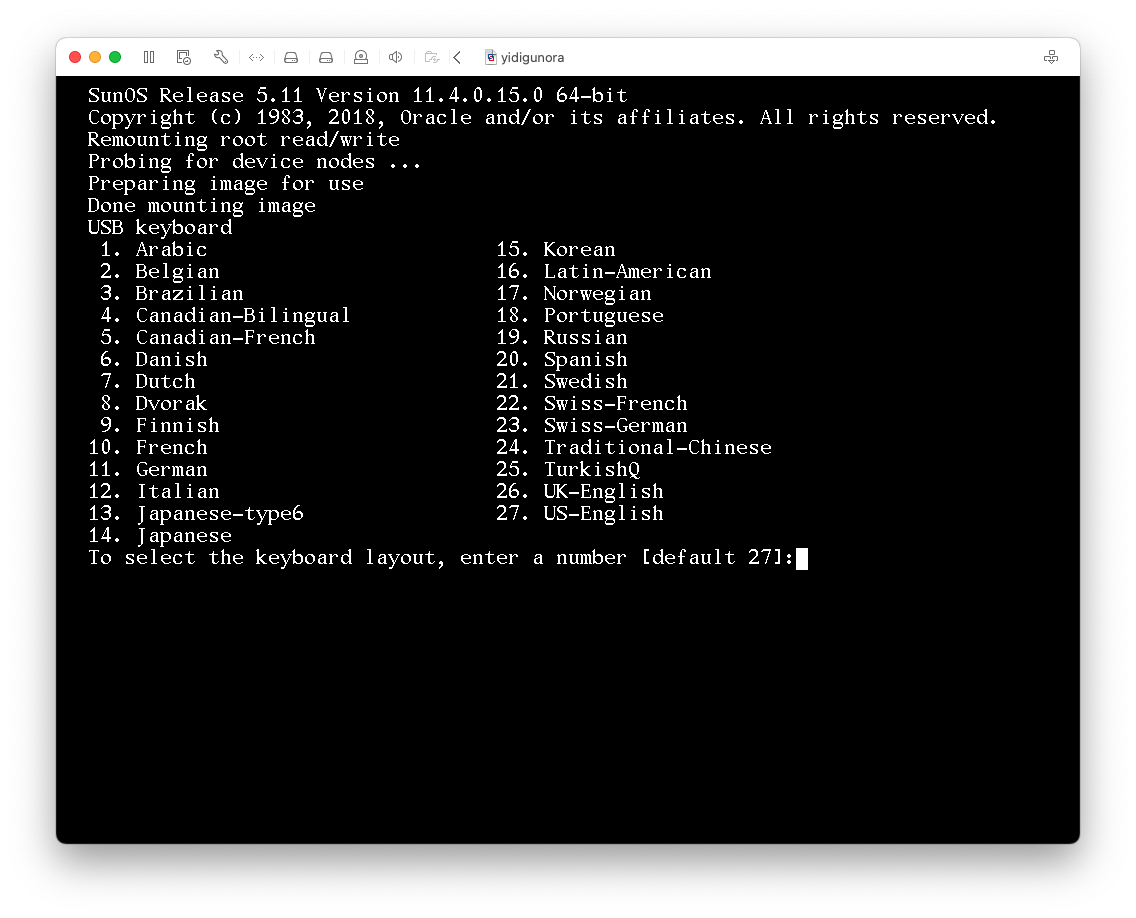 yidigunora
SunOS Release 5.11 Version 11.4.0.15.0 64-bit
Copyright (c) 1983, 2018, Oracle and/or its affiliates. All rights reserved.
Remounting root read/write
Probing for device nodes ...
Preparing image for use
Done mounting image
USB keyboard
 1. Arabic                        15. Korean
 2. Belgian                       16. Latin-American
 3. Brazilian                     17. Norwegian
 4. Canadian-Bilingual            18. Portuguese
 5. Canadian-French               19. Russian
 6. Danish                        20. Spanish
 7. Dutch                         21. Swedish
 8. Dvorak                        22. Swiss-French
 9. Finnish                       23. Swiss-German
10. French                        24. Traditional-Chinese
11. German                        25. TurkishQ
12. Italian                       26. UK-English
13. Japanese-type6                27. US-English
14. Japanese
To select the keyboard layout, enter a number [default 27]: